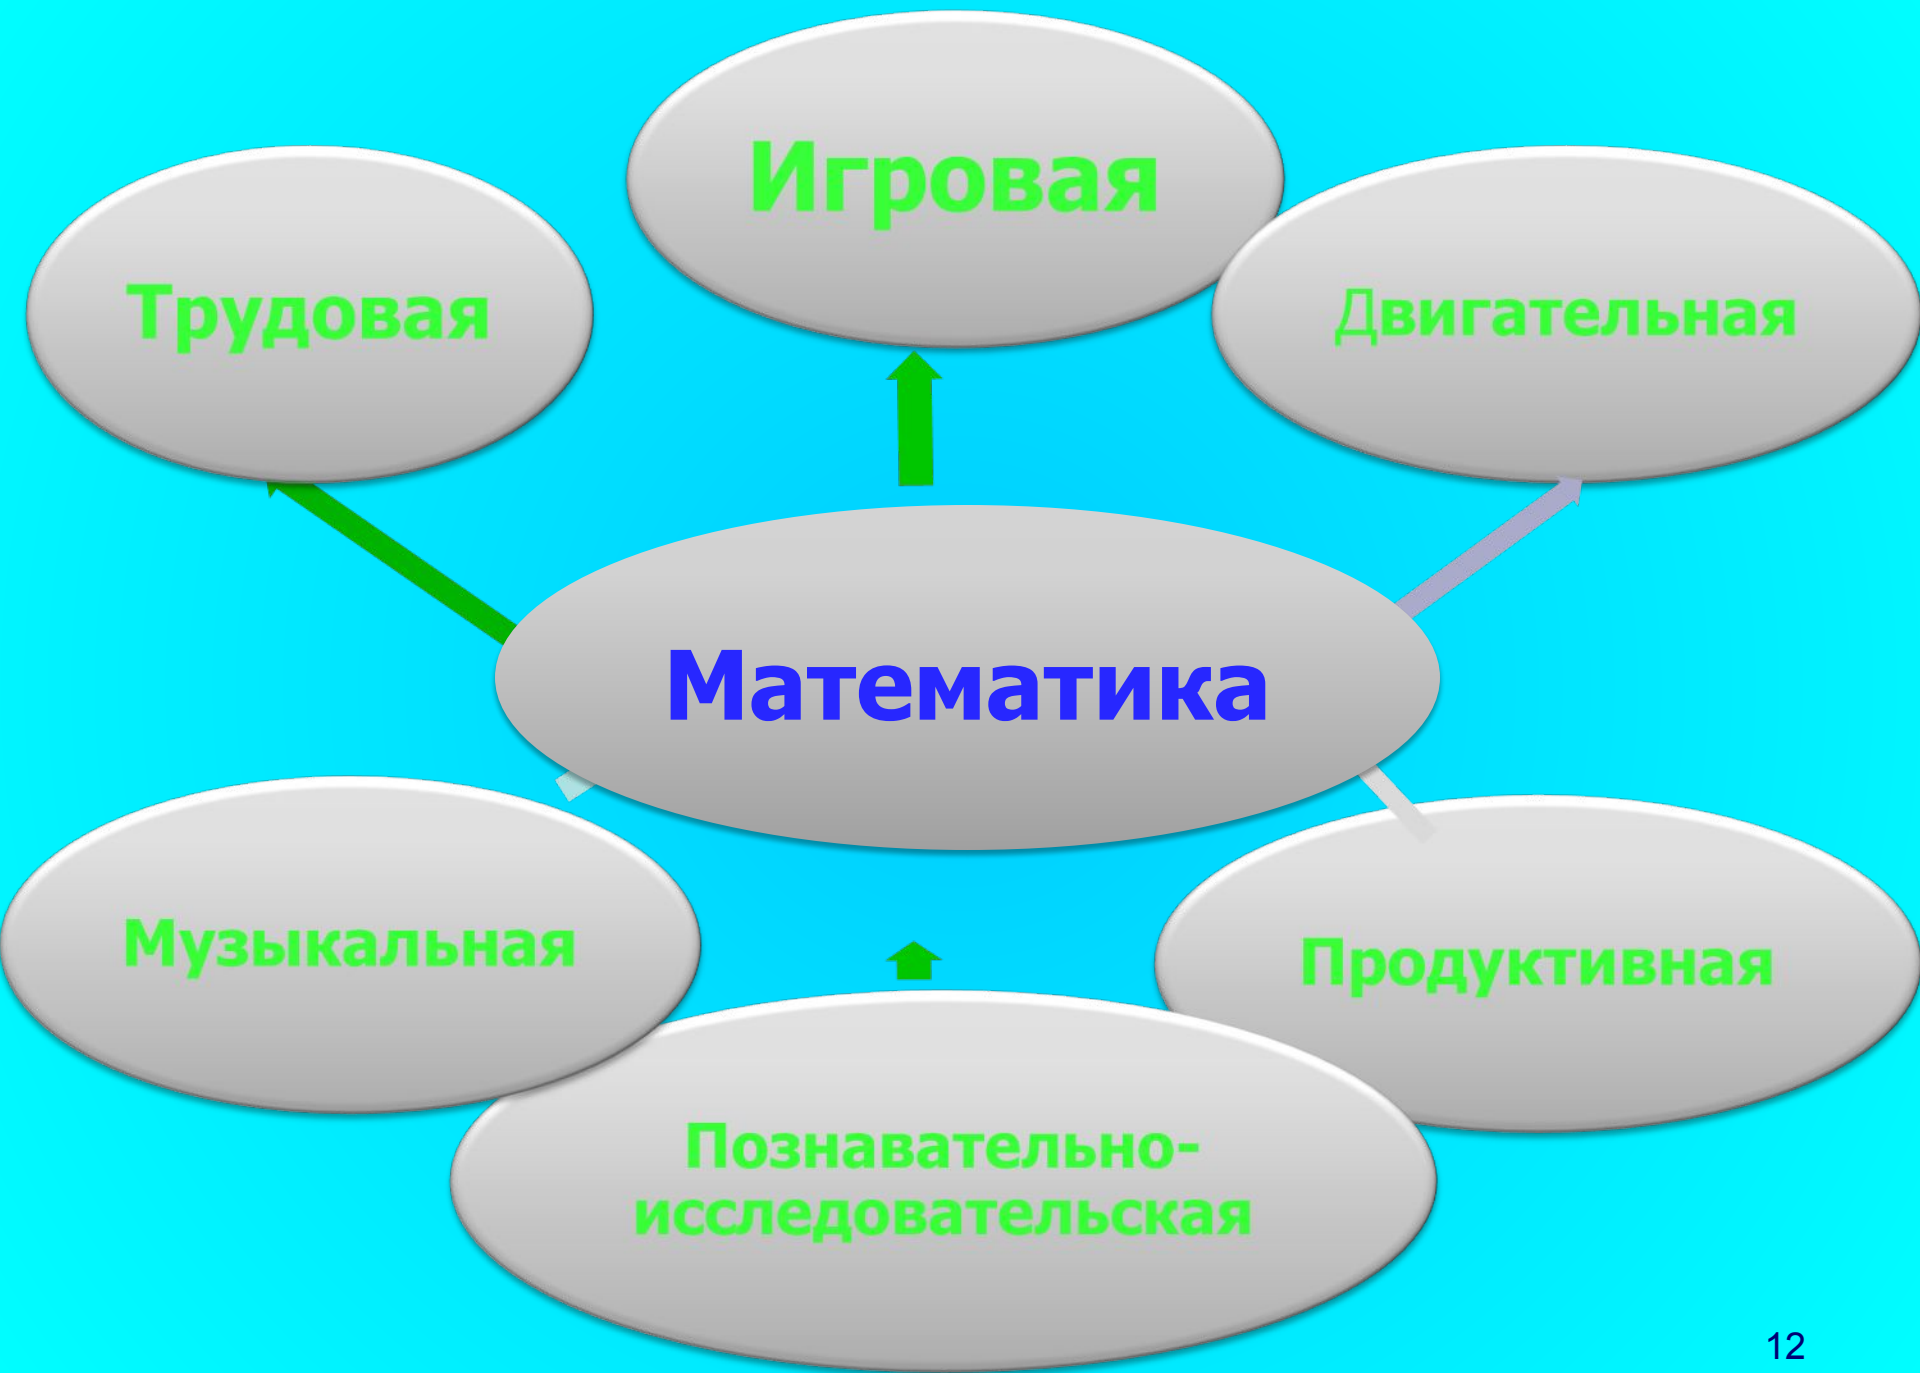 Игровая
Трудовая
Двигательная
Математика
Музыкальная
Продуктивная
Познавательно-
исследовательская
12